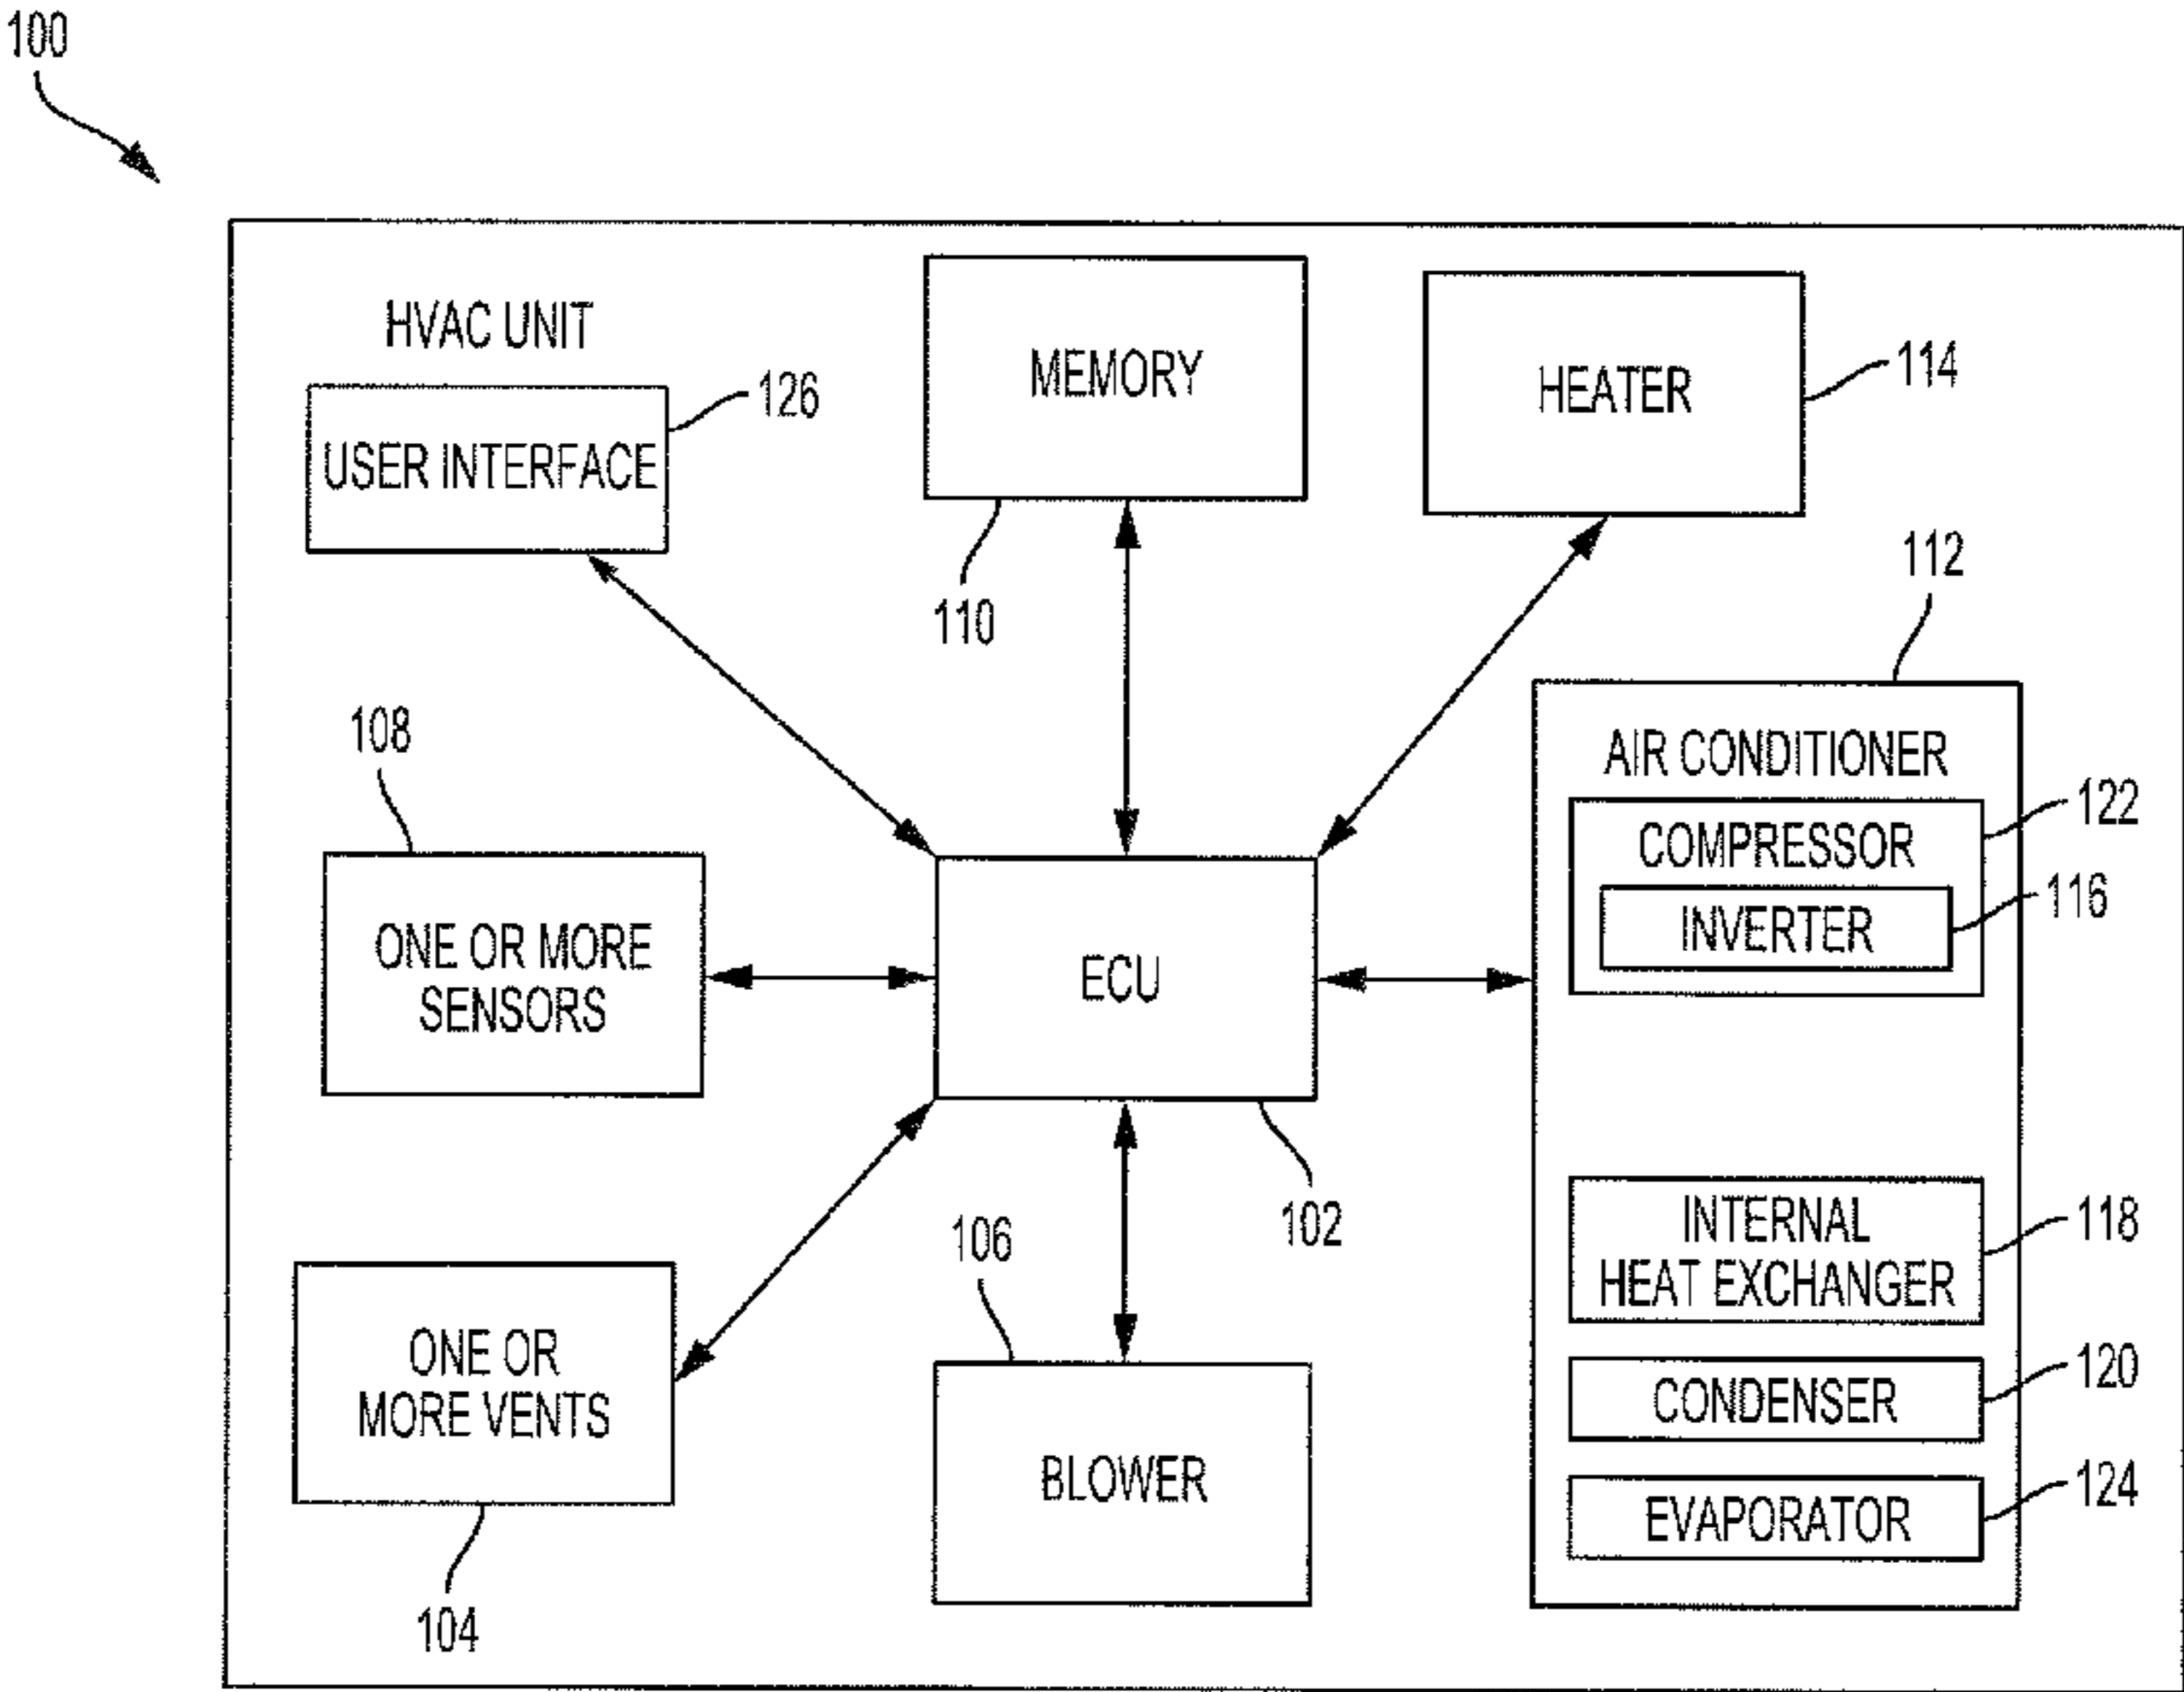 100
HVAC UNIT
USER INTERFACE
126
MEMORY
110
HEATER
114
112
108
ONE OR MORE
SENSORS
ECU
102
AIR CONDITIONER
COMPRESSOR
122
INVERTER
116
INTERNAL
HEAT EXCHANGER
118
CONDENSER
120
EVAPORATOR
124
ONE OR
MORE VENTS
104
106
BLOWER